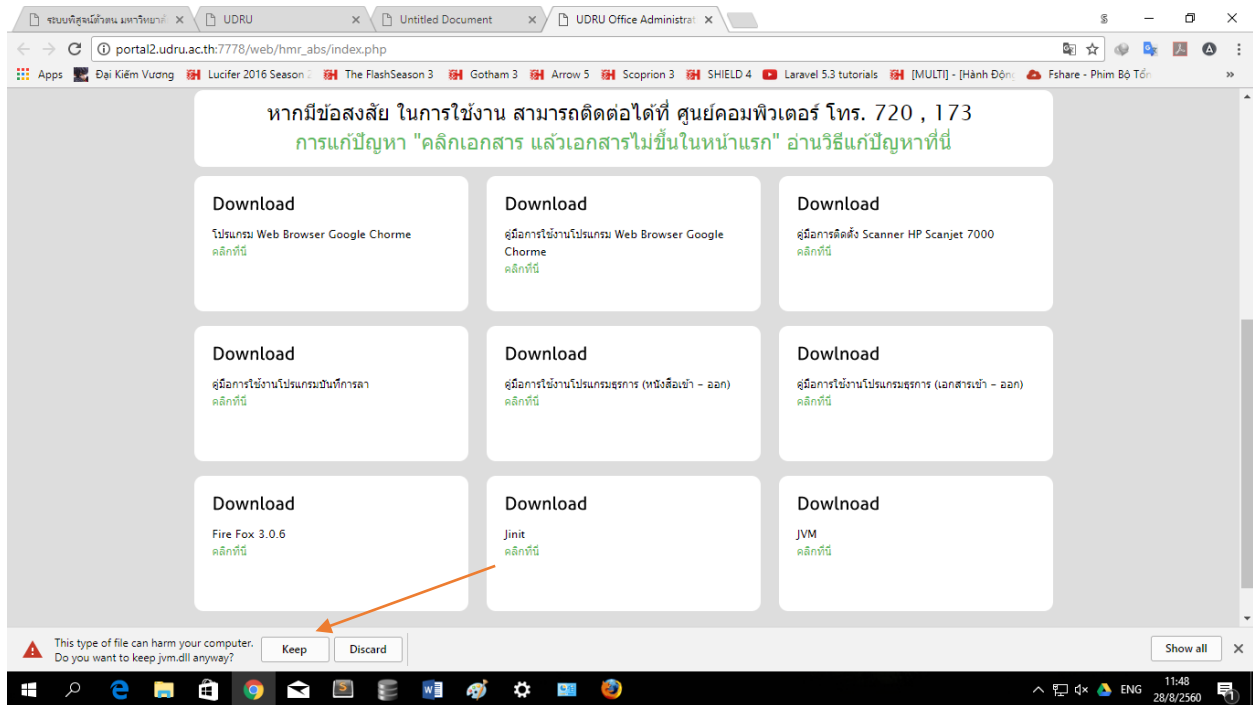 ระบบพิสูจน์ตัวตน มหาวิทยาลั
UDRU
Untitled Document
UDRU Office Administrat
portal2.udru.ac.th:7778/web/hmr_abs/index.php
Apps
Đại Kiếm Vương
Lucifer 2016 Season 2
The FlashSeason 3
Gotham 3
Arrow 5
Scoprion 3
SHIELD 4
Laravel 5.3 tutorials
[MULTI] - [Hành Động
Fshare - Phim Bộ Tổn
หากมีข้อสงสัย ในการใช้งาน สามารถติดต่อได้ที่ ศูนย์คอมพิวเตอร์ โทร. 720 , 173
การแก้ปัญหา "คลิกเอกสาร แล้วเอกสารไม่ขึ้นในหน้าแรก" อ่านวิธีแก้ปัญหาที่นี่
Download
โปรแกรม Web Browser Google Chorme
คลิกที่นี่
Download
คู่มือการใช้งานโปรแกรม Web Browser Google
Chorme
คลิกที่นี่
Download
คู่มือการติดตั้ง Scanner HP Scanjet 7000
คลิกที่นี่
Download
คู่มือการใช้งานโปรแกรมบันทึการลา
คลิกที่นี่
Download
คู่มือการใช้งานโปรแกรมธุรการ (หนังสือเข้า - ออก)
คลิกที่นี่
Dowlnoad
คู่มือการใช้งานโปรแกรมธุรการ (เอกสารเข้า - ออก)
คลิกที่นี่
Download
Fire Fox 3.0.6
คลิกที่นี่
Download
Jinit
คลิกที่นี่
Dowlnoad
JVM
คลิกที่นี่
This type of file can harm your computer.
Do you want to keep jvm.dll anyway?
Keep
Discard
Show all
ENG
11:48
28/8/2560